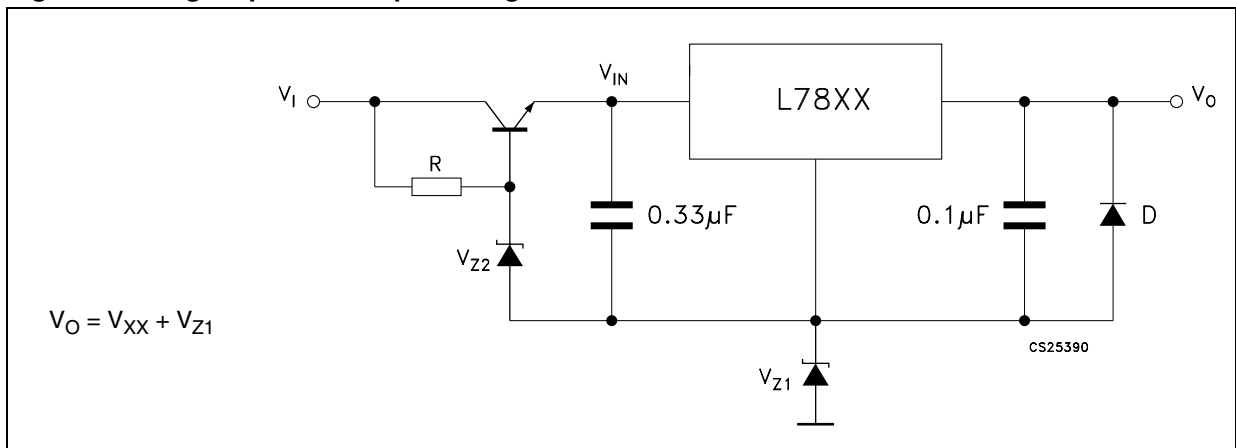 V_IN
V_I
L78XX
V_O
R
0.33µF
0.1µF
D
V_Z2
V_O = V_XX + V_Z1
CS25390
V_Z1